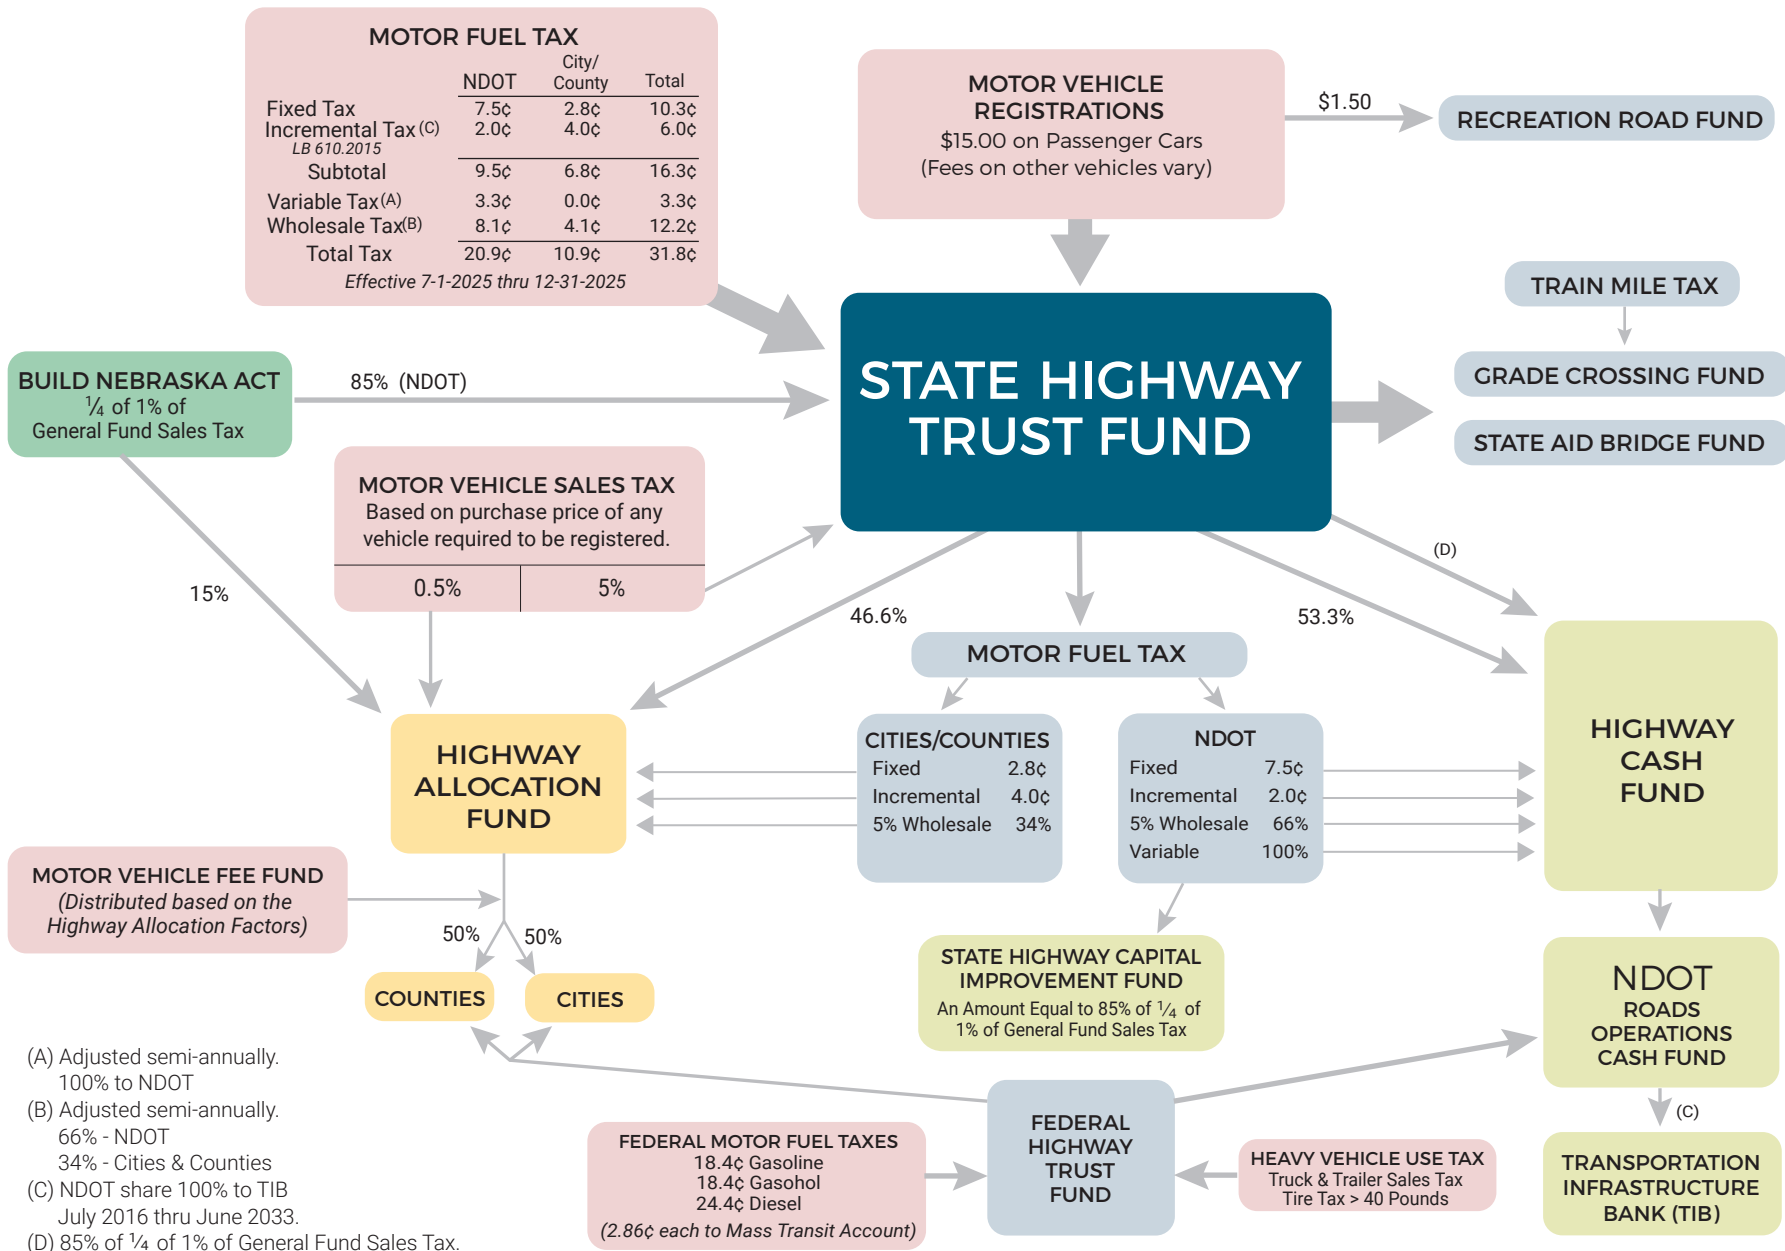 MOTOR FUEL TAX
NDOT City/County Total
Fixed Tax 7.5¢ 2.8¢ 10.3¢
Incremental Tax (C) 2.0¢ 4.0¢ 6.0¢
LB 610.2015
Subtotal 9.5¢ 6.8¢ 16.3¢
Variable Tax (A) 3.3¢ 0.0¢ 3.3¢
Wholesale Tax (B) 8.1¢ 4.1¢ 12.2¢
Total Tax 20.9¢ 10.9¢ 31.8¢
Effective 7-1-2025 thru 12-31-2025
MOTOR VEHICLE
REGISTRATIONS
$15.00 on Passenger Cars
(Fees on other vehicles vary)
$1.50
RECREATION ROAD FUND
TRAIN MILE TAX
GRADE CROSSING FUND
STATE AID BRIDGE FUND
BUILD NEBRASKA ACT
¼ of 1% of
General Fund Sales Tax
85% (NDOT)
15%
STATE HIGHWAY
TRUST FUND
MOTOR VEHICLE SALES TAX
Based on purchase price of any
vehicle required to be registered.
0.5% 5%
46.6%
53.3%
(D)
MOTOR FUEL TAX
CITIES/COUNTIES
Fixed 2.8¢
Incremental 4.0¢
5% Wholesale 34%
NDOT
Fixed 7.5¢
Incremental 2.0¢
5% Wholesale 66%
Variable 100%
HIGHWAY
ALLOCATION
FUND
HIGHWAY
CASH
FUND
MOTOR VEHICLE FEE FUND
(Distributed based on the
Highway Allocation Factors)
50% 50%
COUNTIES
CITIES
STATE HIGHWAY CAPITAL
IMPROVEMENT FUND
An Amount Equal to 85% of ¼ of
1% of General Fund Sales Tax
NDOT
ROADS
OPERATIONS
CASH FUND
(C)
TRANSPORTATION
INFRASTRUCTURE
BANK (TIB)
FEDERAL
HIGHWAY
TRUST
FUND
FEDERAL MOTOR FUEL TAXES
18.4¢ Gasoline
18.4¢ Gasohol
24.4¢ Diesel
(2.86¢ each to Mass Transit Account)
HEAVY VEHICLE USE TAX
Truck & Trailer Sales Tax
Tire Tax > 40 Pounds
(A) Adjusted semi-annually.
100% to NDOT
(B) Adjusted semi-annually.
66% - NDOT
34% - Cities & Counties
(C) NDOT share 100% to TIB
July 2016 thru June 2033.
(D) 85% of ¼ of 1% of General Fund Sales Tax.